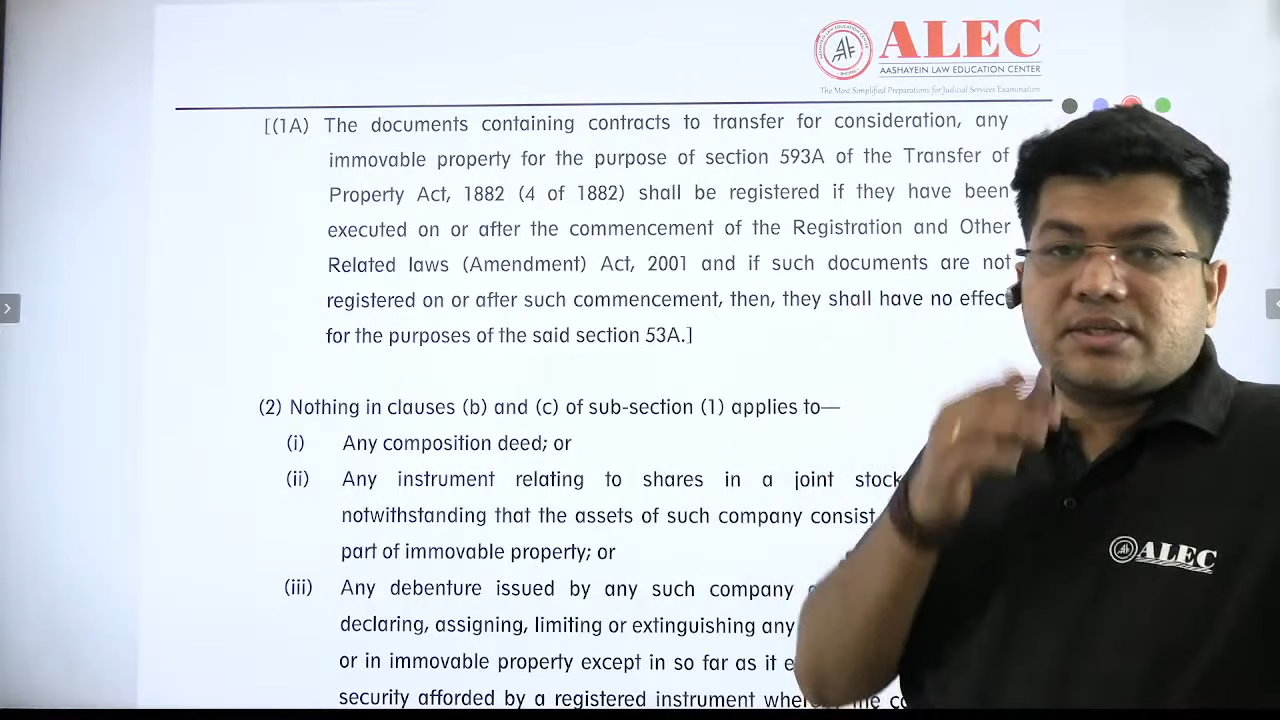 ALEC
AASHAYEIN LAW EDUCATION CENTER
The Most Simplified Preparations for Judicial Services Examination
[(1A) The documents containing contracts to transfer for consideration, any
immovable property for the purpose of section 593A of the Transfer of
Property Act, 1882 (4 of 1882) shall be registered if they have been
executed on or after the commencement of the Registration and Other
Related laws (Amendment) Act, 2001 and if such documents are not
registered on or after such commencement, then, they shall have no effect
for the purposes of the said section 53A.]
(2) Nothing in clauses (b) and (c) of sub-section (1) applies to—
(i) Any composition deed; or
(ii) Any instrument relating to shares in a joint stock
notwithstanding that the assets of such company consist
part of immovable property; or
(iii) Any debenture issued by any such company
declaring, assigning, limiting or extinguishing any
or in immovable property except in so far as it
security afforded by a registered instrument
ALEC